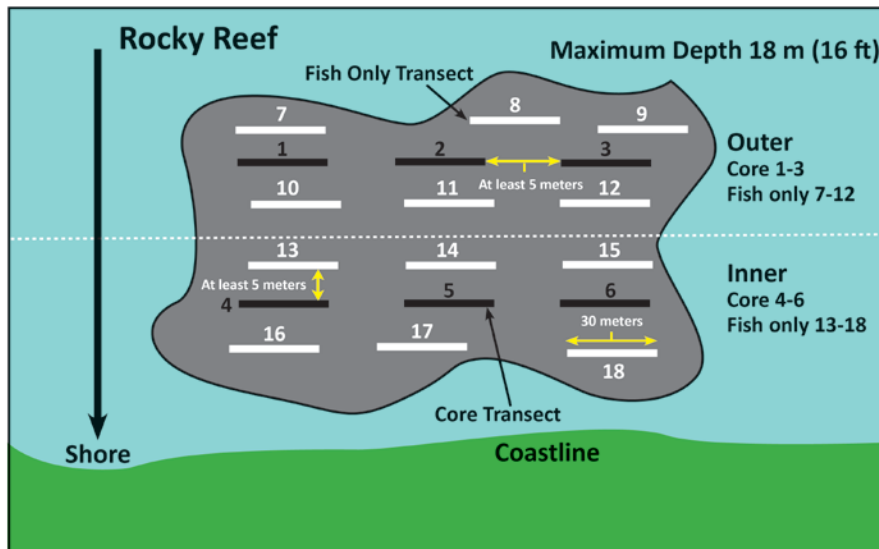 Rocky Reef
Maximum Depth 18 m (16 ft)
Fish Only Transect
7
8
9
1
2
3
At least 5 meters
10
11
12
Outer
Core 1-3
Fish only 7-12
13
14
15
At least 5 meters
4
5
6
30 meters
16
17
18
Inner
Core 4-6
Fish only 13-18
Core Transect
Shore
Coastline